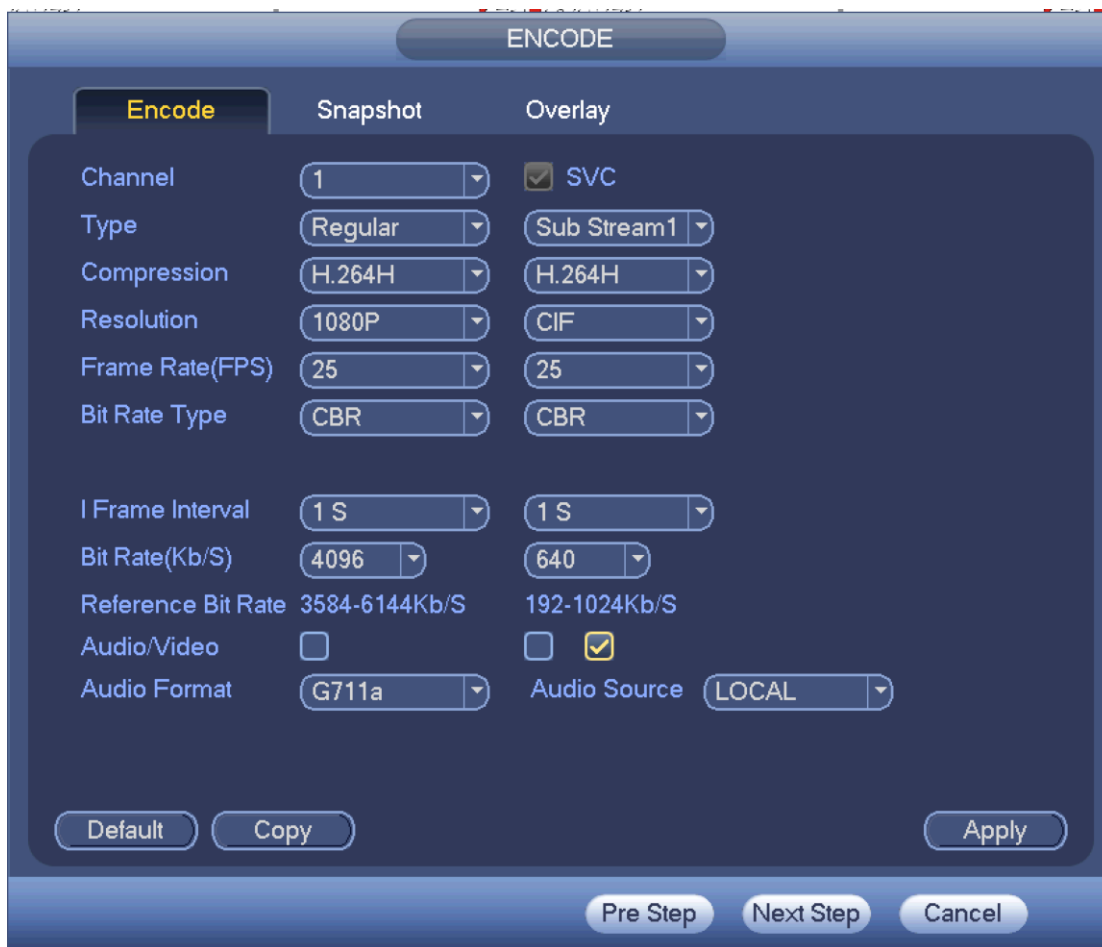 ENCODE
Encode Snapshot Overlay
Channel 1 SVC
Type Regular Sub Stream1
Compression H.264H H.264H
Resolution 1080P CIF
Frame Rate(FPS) 25 25
Bit Rate Type CBR CBR
I Frame Interval 1 S 1 S
Bit Rate(Kb/S) 4096 640
Reference Bit Rate 3584-6144Kb/S 192-1024Kb/S
Audio/Video
Audio Format G711a Audio Source LOCAL
Default Copy Apply
Pre Step Next Step Cancel